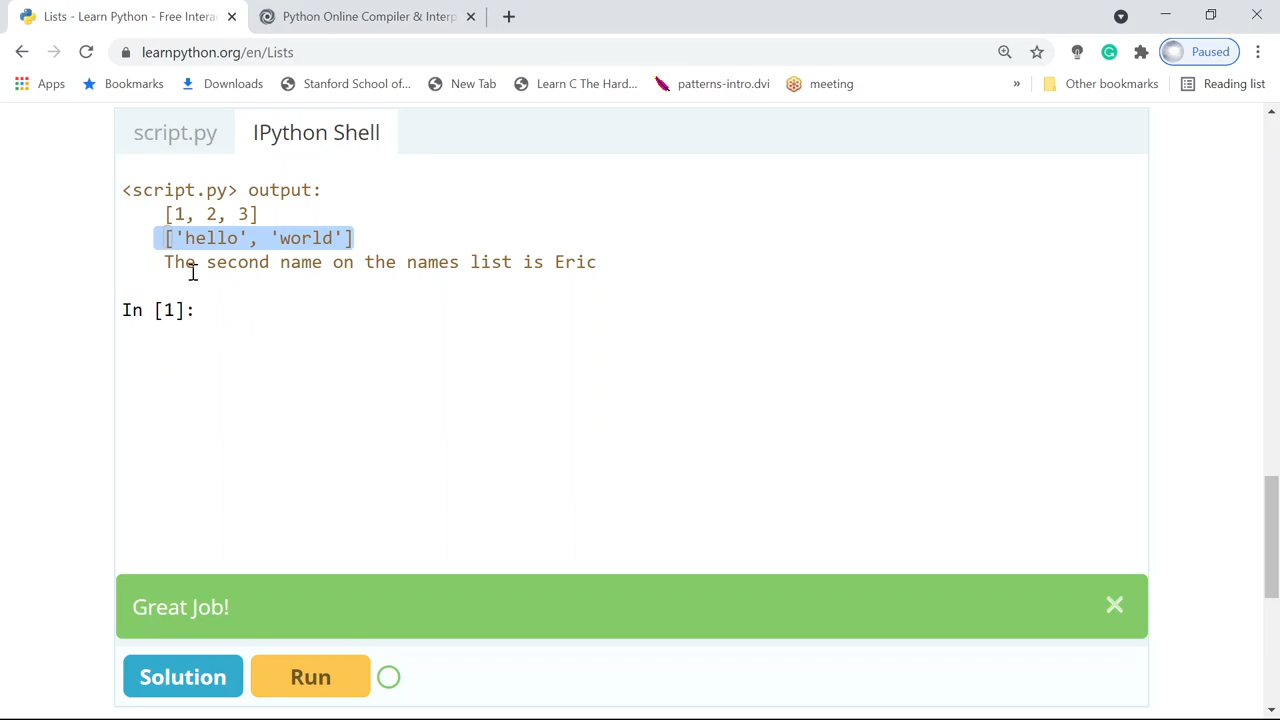 Lists - Learn Python - Free Intera
Python Online Compiler & Interp
learnpython.org/en/Lists
Paused
Apps
Bookmarks
Downloads
Stanford School of...
New Tab
Learn C The Hard...
patterns-intro.dvi
meeting
»
Other bookmarks
Reading list
script.py
IPython Shell
<script.py> output:
[1, 2, 3]
['hello', 'world']
The second name on the names list is Eric
In [1]:
Great Job!
Solution
Run